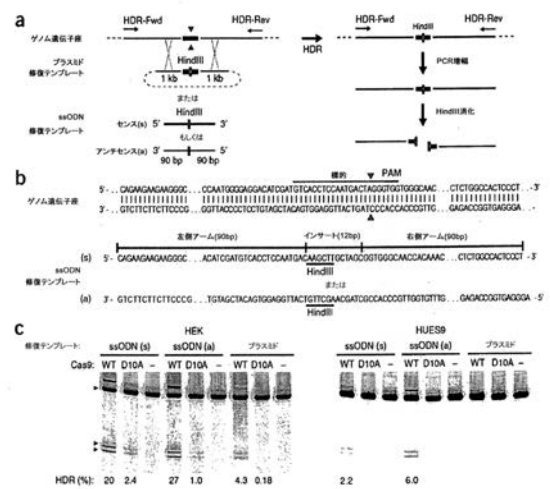 a
HDR-Fwd HDR-Rev HDR-Fwd HDR-Rev
ゲノム遺伝子座
HindIII
HDR
プラスミド
修復テンプレート
HindIII
1 kb 1 kb
PCR増幅
または
HindIII
ssODN
修復テンプレート
センス(s) 5' 3'
もしくは
アンチセンス(a) 3' 5'
90 bp 90 bp
HindIII消化
b
標的 PAM
ゲノム遺伝子座
5'- CAGAAGAAGAAGGGC ... CCAATGGGGAGGACATCGATGTCACCTCCAATGACTAGGGTGGTGGGCAAC ... CTCTGGCCACTCCCT -3'
3'- GTCTTCTTCTTCCCG ... GGTTACCCCTCCTGTAGCTACAGTGGAGGTTACTGATCCCACCACCCGTTG ... GAGACCGGTGAGGGA -5'
左側アーム(90bp) インサート(12bp) 右側アーム(90bp)
(s) 5'- CAGAAGAAGAAGGGC ... ACATCGATGTCACCTCCAATGACAAGCTTGCTAGCGGTGGGCAACCACAAAC ... CTCTGGCCACTCCCT -3'
HindIII
ssODN
修復テンプレート
または
(a) 3'- GTCTTCTTCTTCCCG ... TGTAGCTACAGTGGAGGTTACTGTTCGAACGATCGCCACCCGTTGGTGTTTG ... GAGACCGGTGAGGGA -5'
HindIII
c
HEK HUES9
修復テンプレート: ssODN (s) ssODN (a) プラスミド ssODN (s) ssODN (a) プラスミド
Cas9: WT D10A – WT D10A – WT D10A – WT D10A – WT D10A – WT D10A –
HDR (%): 20 2.4 27 1.0 4.3 0.18 2.2 6.0